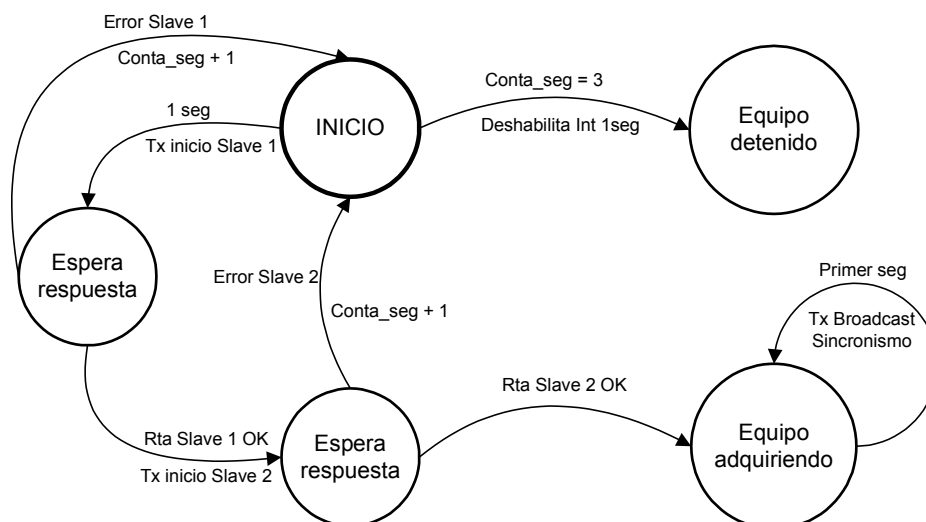 Error Slave 1
Conta_seg + 1
1 seg
Tx inicio Slave 1
INICIO
Conta_seg = 3
Deshabilita Int 1seg
Equipo
detenido
Espera
respuesta
Error Slave 2
Conta_seg + 1
Primer seg
Tx Broadcast
Sincronismo
Rta Slave 1 OK
Tx inicio Slave 2
Espera
respuesta
Rta Slave 2 OK
Equipo
adquiriendo